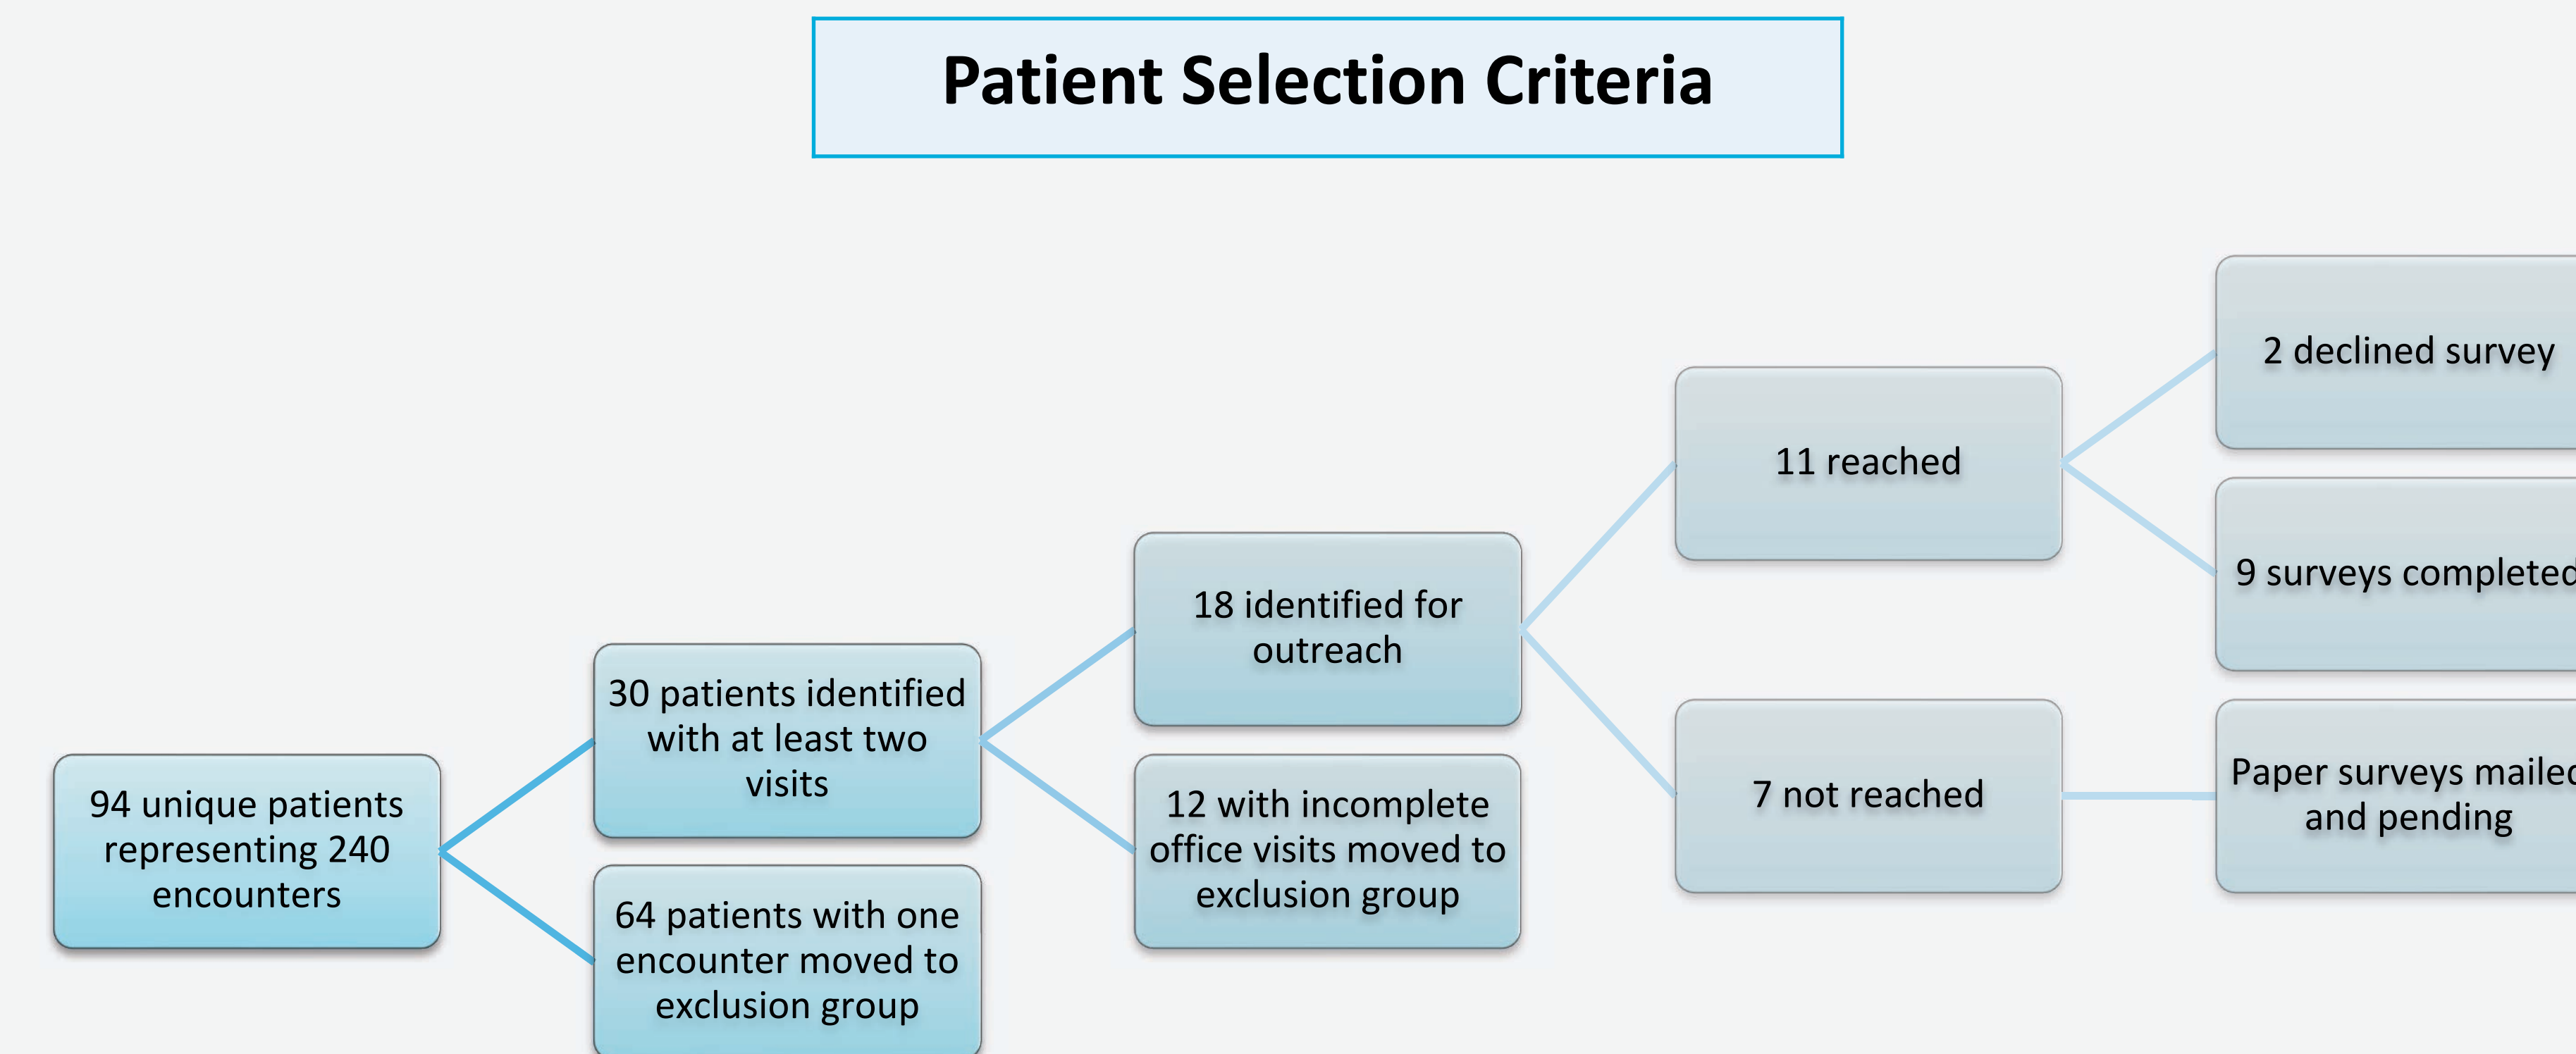 Patient Selection Criteria
94 unique patients
representing 240
encounters
30 patients identified
with at least two
visits
64 patients with one
encounter moved to
exclusion group
18 identified for
outreach
12 with incomplete
office visits moved to
exclusion group
11 reached
7 not reached
2 declined survey
9 surveys completed
Paper surveys mailed
and pending